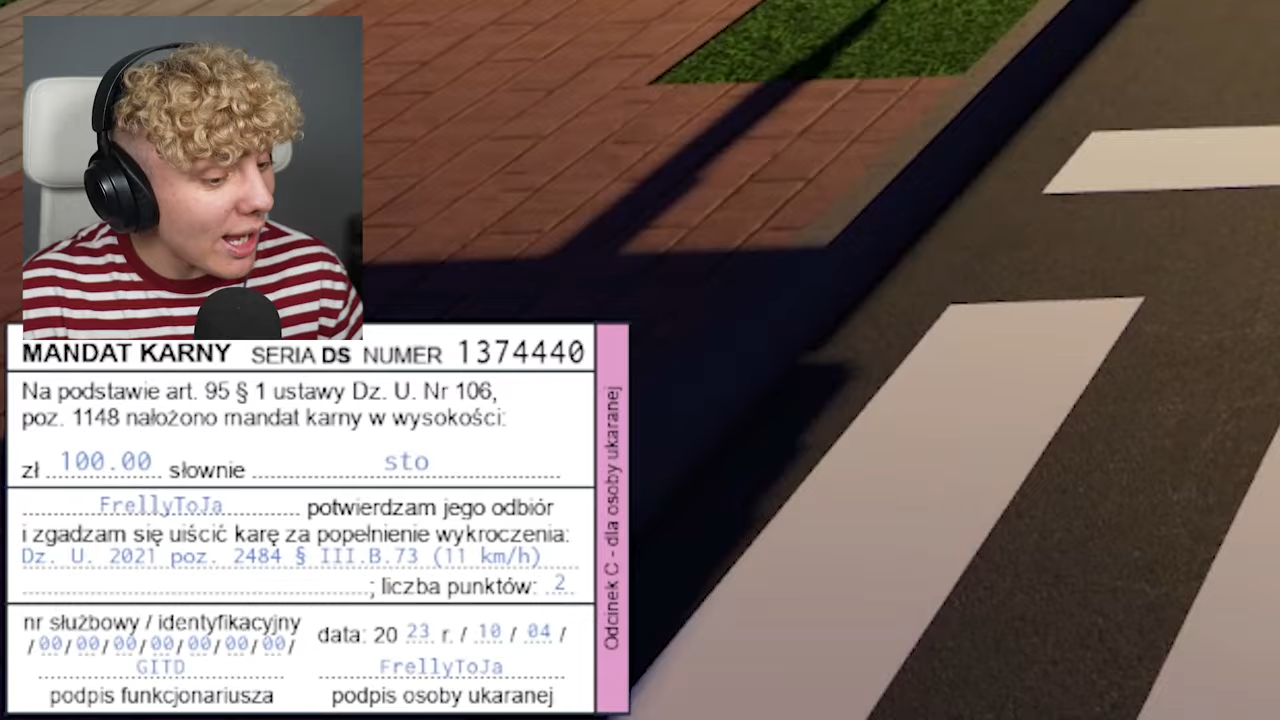 MANDAT KARNY SERIA DS NUMER 1374440
Na podstawie art. 95 § 1 ustawy Dz. U. Nr 106,
poz. 1148 nałożono mandat karny w wysokości:
zł 100.00 słownie sto
FrellyToJa potwierdzam jego odbiór
i zgadzam się uiścić karę za popełnienie wykroczenia:
Dz. U. 2021 poz. 2484 § III.B.73 (11 km/h)
; liczba punktów: 2
nr służbowy / identyfikacyjny
/00/00/00/00/00/00/00/
data: 20 23 r. / 10 / 04 /
GITD
FrellyToJa
podpis funkcjonariusza
podpis osoby ukaranej
Odcinek C - dla osoby ukaranej